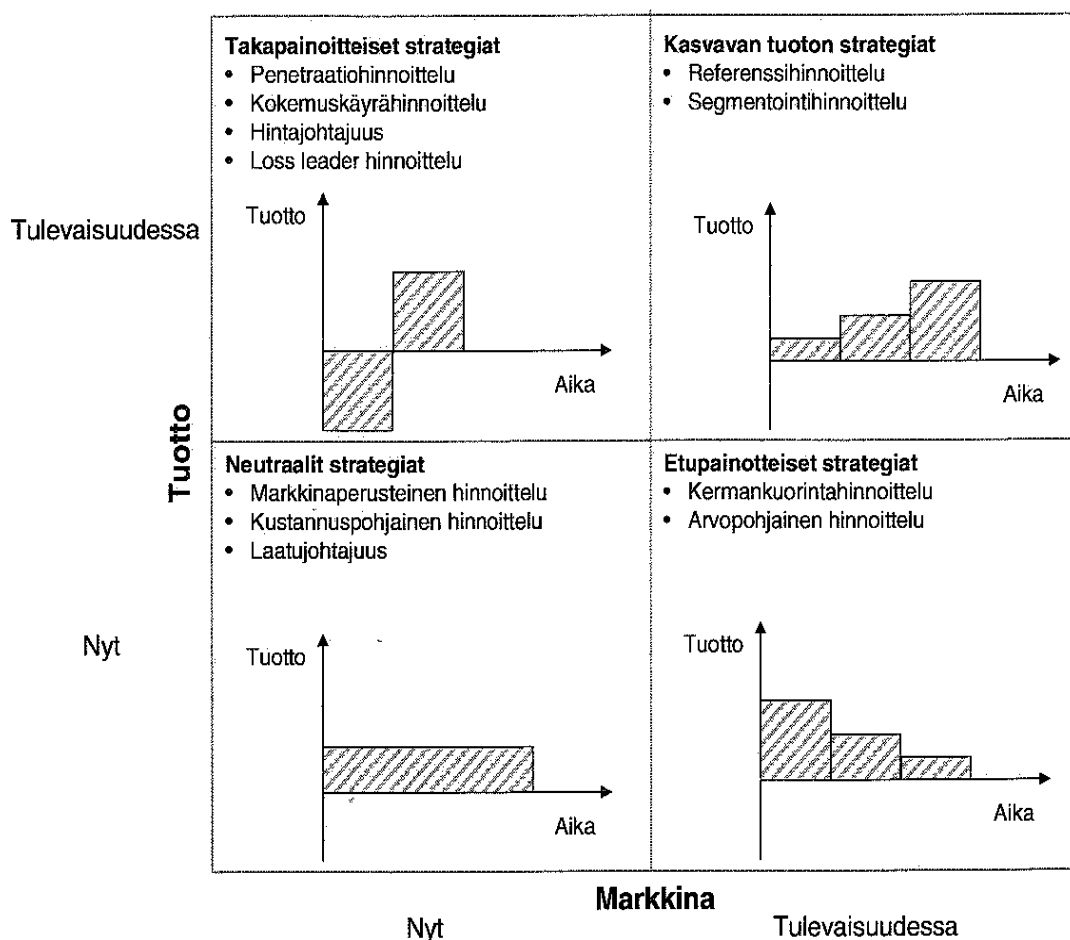 Takapainoitteiset strategiat
• Penetraatiohinnoittelu
• Kokemuskäyrähinnoittelu
• Hintajohtajuus
• Loss leader hinnoittelu
Tuotto
Aika
Kasvavan tuoton strategiat
• Referenssihinnoittelu
• Segmentointihinnoittelu
Tuotto
Aika
Tulevaisuudessa
Tuotto
Neutraalit strategiat
• Markkinaperusteinen hinnoittelu
• Kustannuspohjainen hinnoittelu
• Laatujohtajuus
Tuotto
Aika
Etupainotteiset strategiat
• Kermankuorintahinnoittelu
• Arvopohjainen hinnoittelu
Tuotto
Aika
Nyt
Markkina
Nyt
Tulevaisuudessa